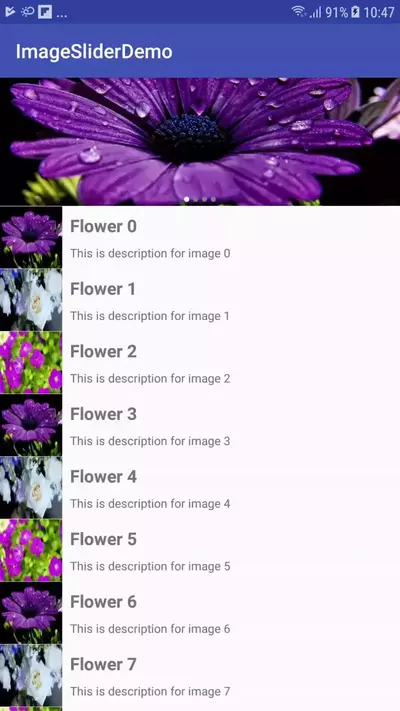 ... 91% 10:47
ImageSliderDemo
Flower 0
This is description for image 0
Flower 1
This is description for image 1
Flower 2
This is description for image 2
Flower 3
This is description for image 3
Flower 4
This is description for image 4
Flower 5
This is description for image 5
Flower 6
This is description for image 6
Flower 7
This is description for image 7